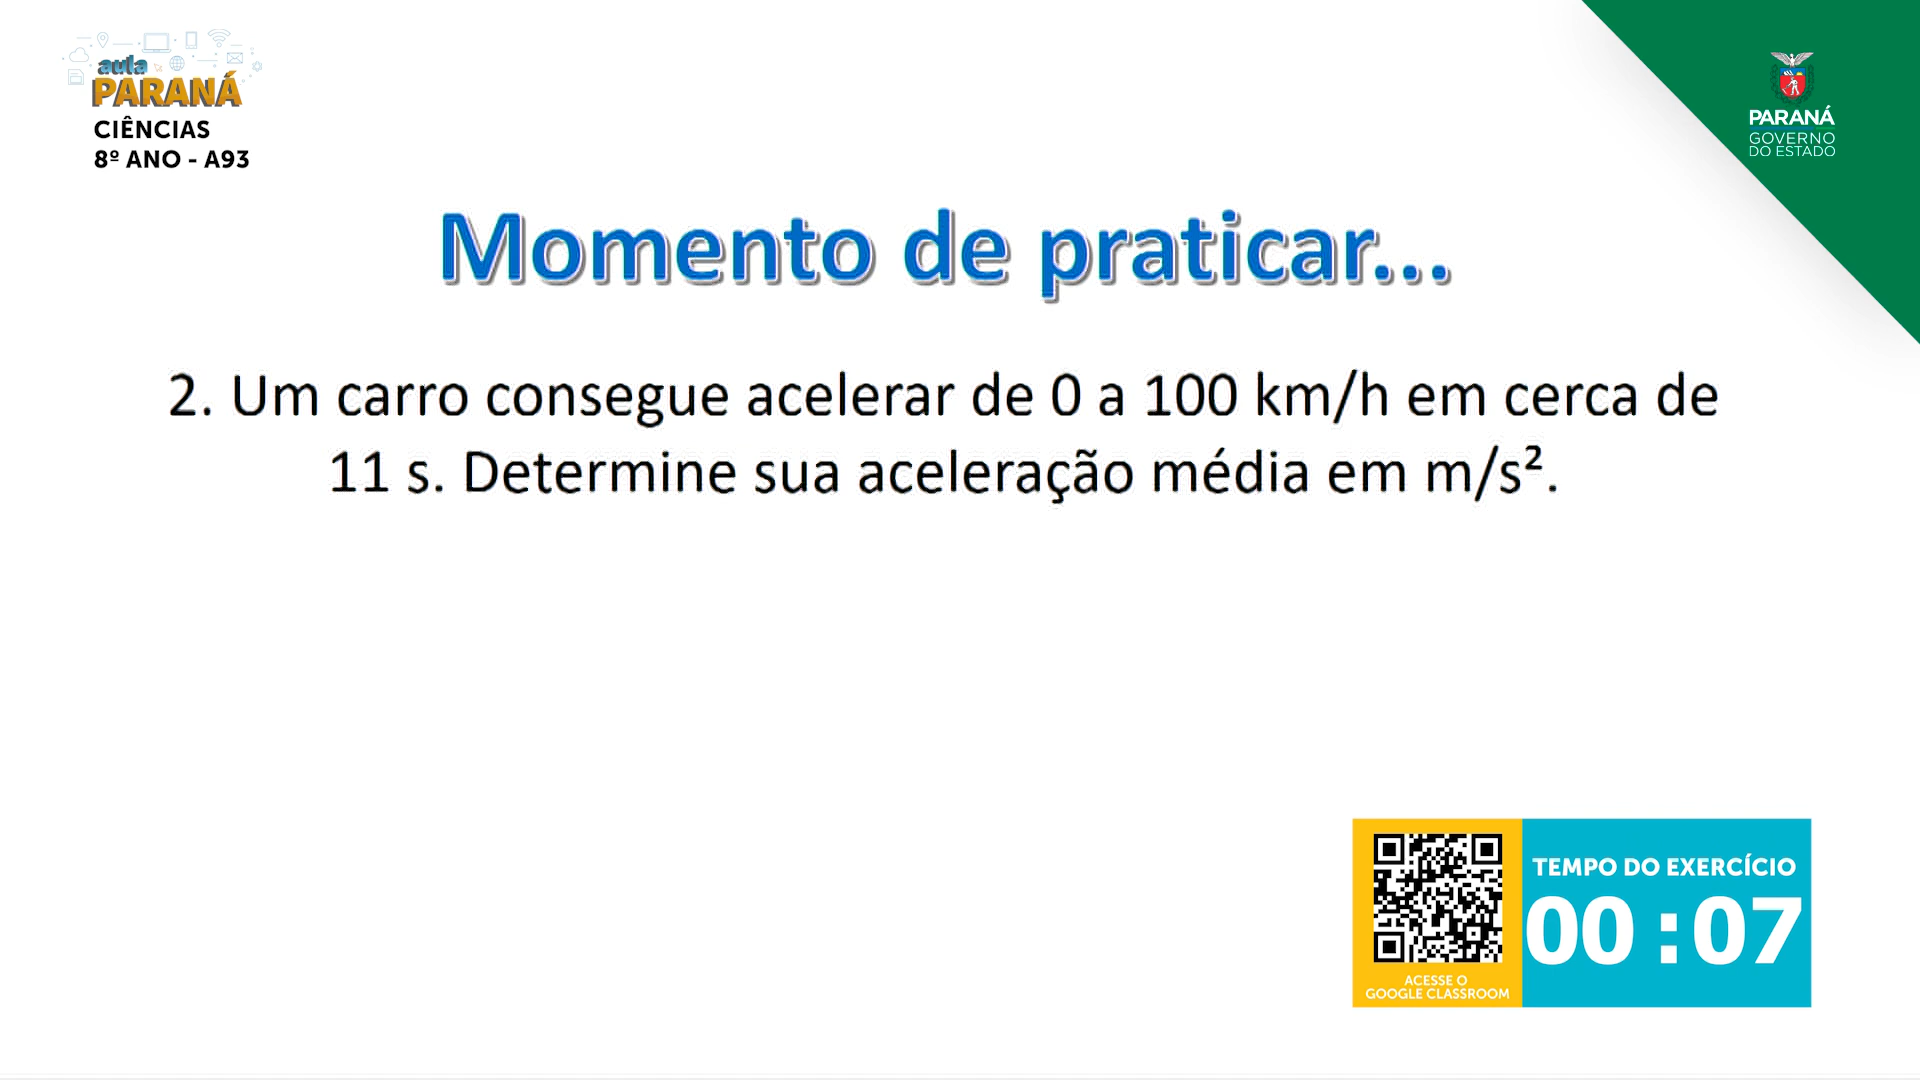 aula
PARANÁ
CIÊNCIAS
8º ANO - A93
PARANÁ
GOVERNO
DO ESTADO
Momento de praticar...
2. Um carro consegue acelerar de 0 a 100 km/h em cerca de
11 s. Determine sua aceleração média em m/s².
ACESSE O
GOOGLE CLASSROOM
TEMPO DO EXERCÍCIO
00:07